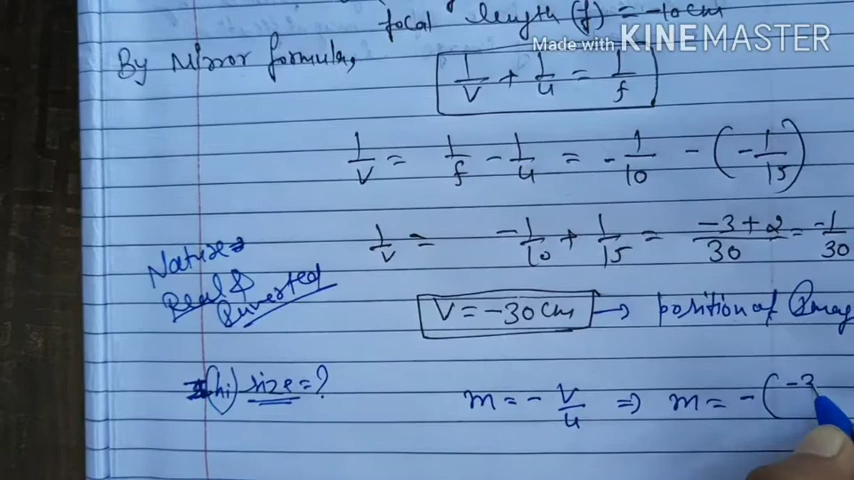 focal length (f) = -10cm
Made with KINEMASTER
By Mirror formula,
1/v + 1/u = 1/f
1/v = 1/f - 1/u = - 1/10 - (- 1/15)
1/v = -1/10 + 1/15 = -3+2/30 = -1/30
Nature
Real &
Inverted
V = -30cm → position of Imag
(hi) size = ? m = - v/u ⇒ m = - (-3